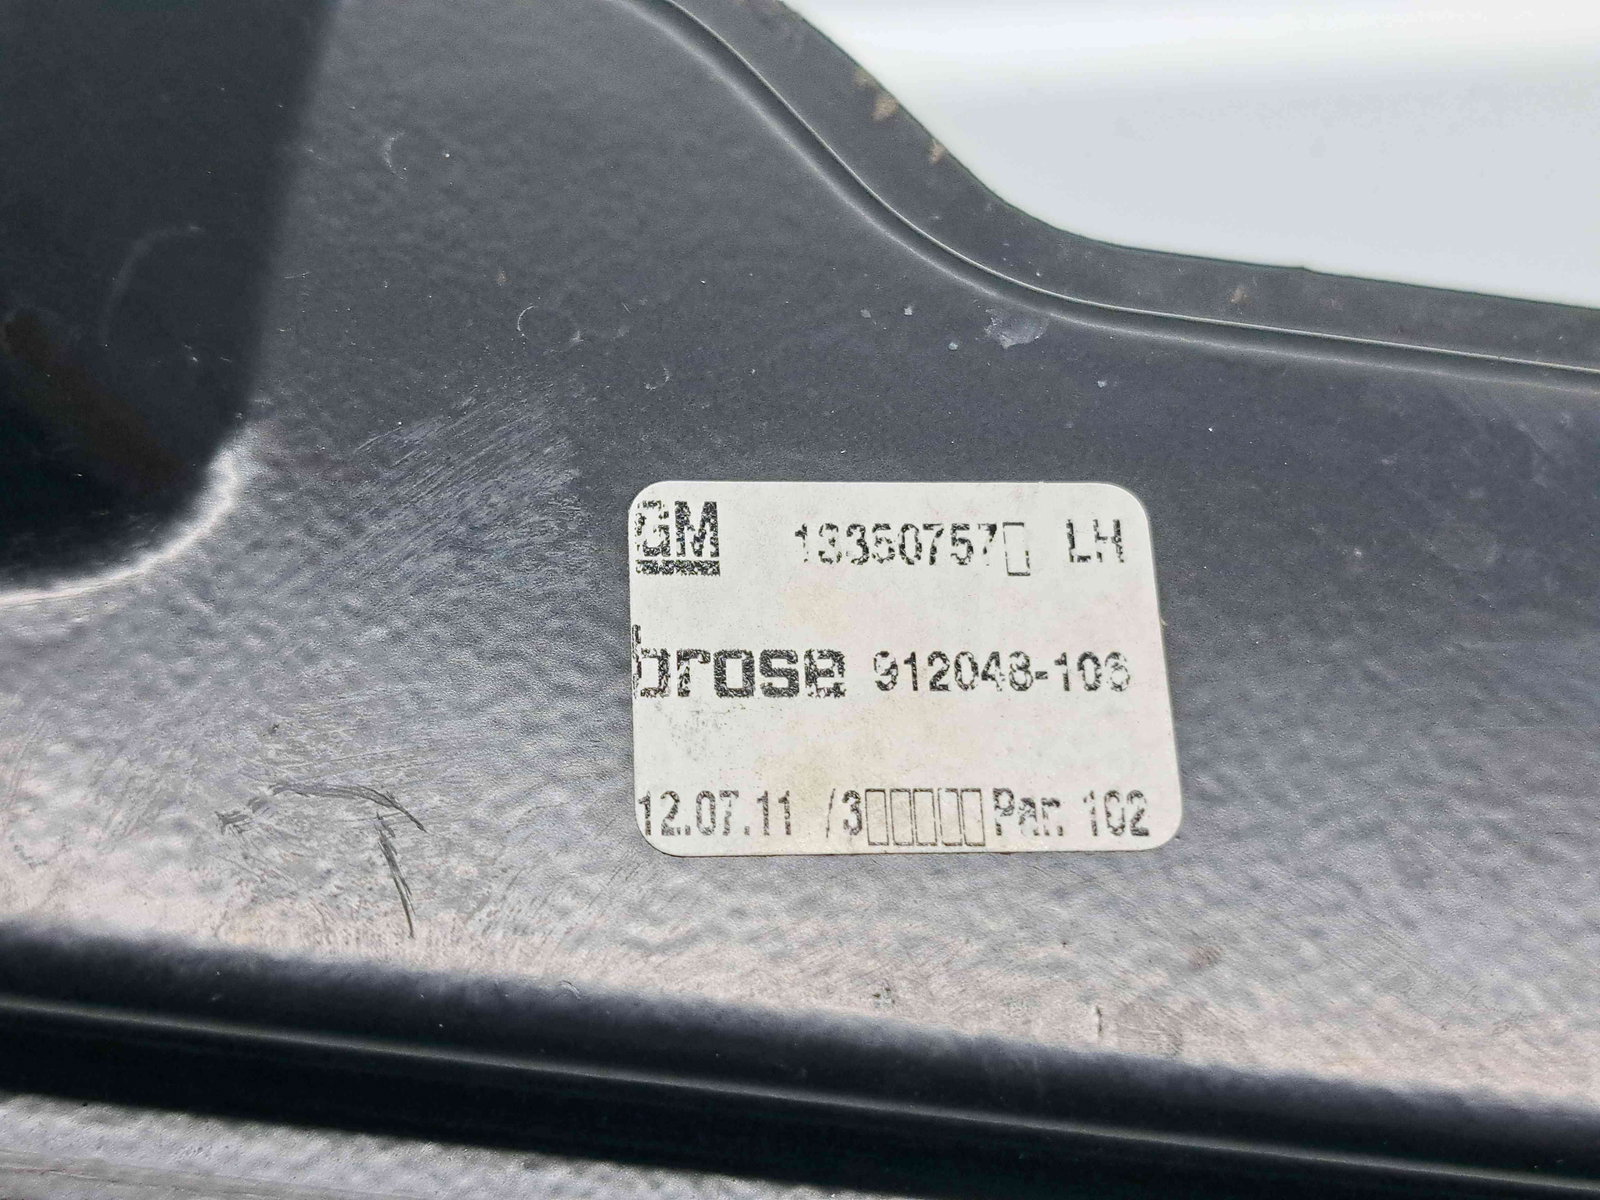 GM 13350757▯ LH
brose 912048-106
12.07.11 /3▯▯▯▯▯Par. 102